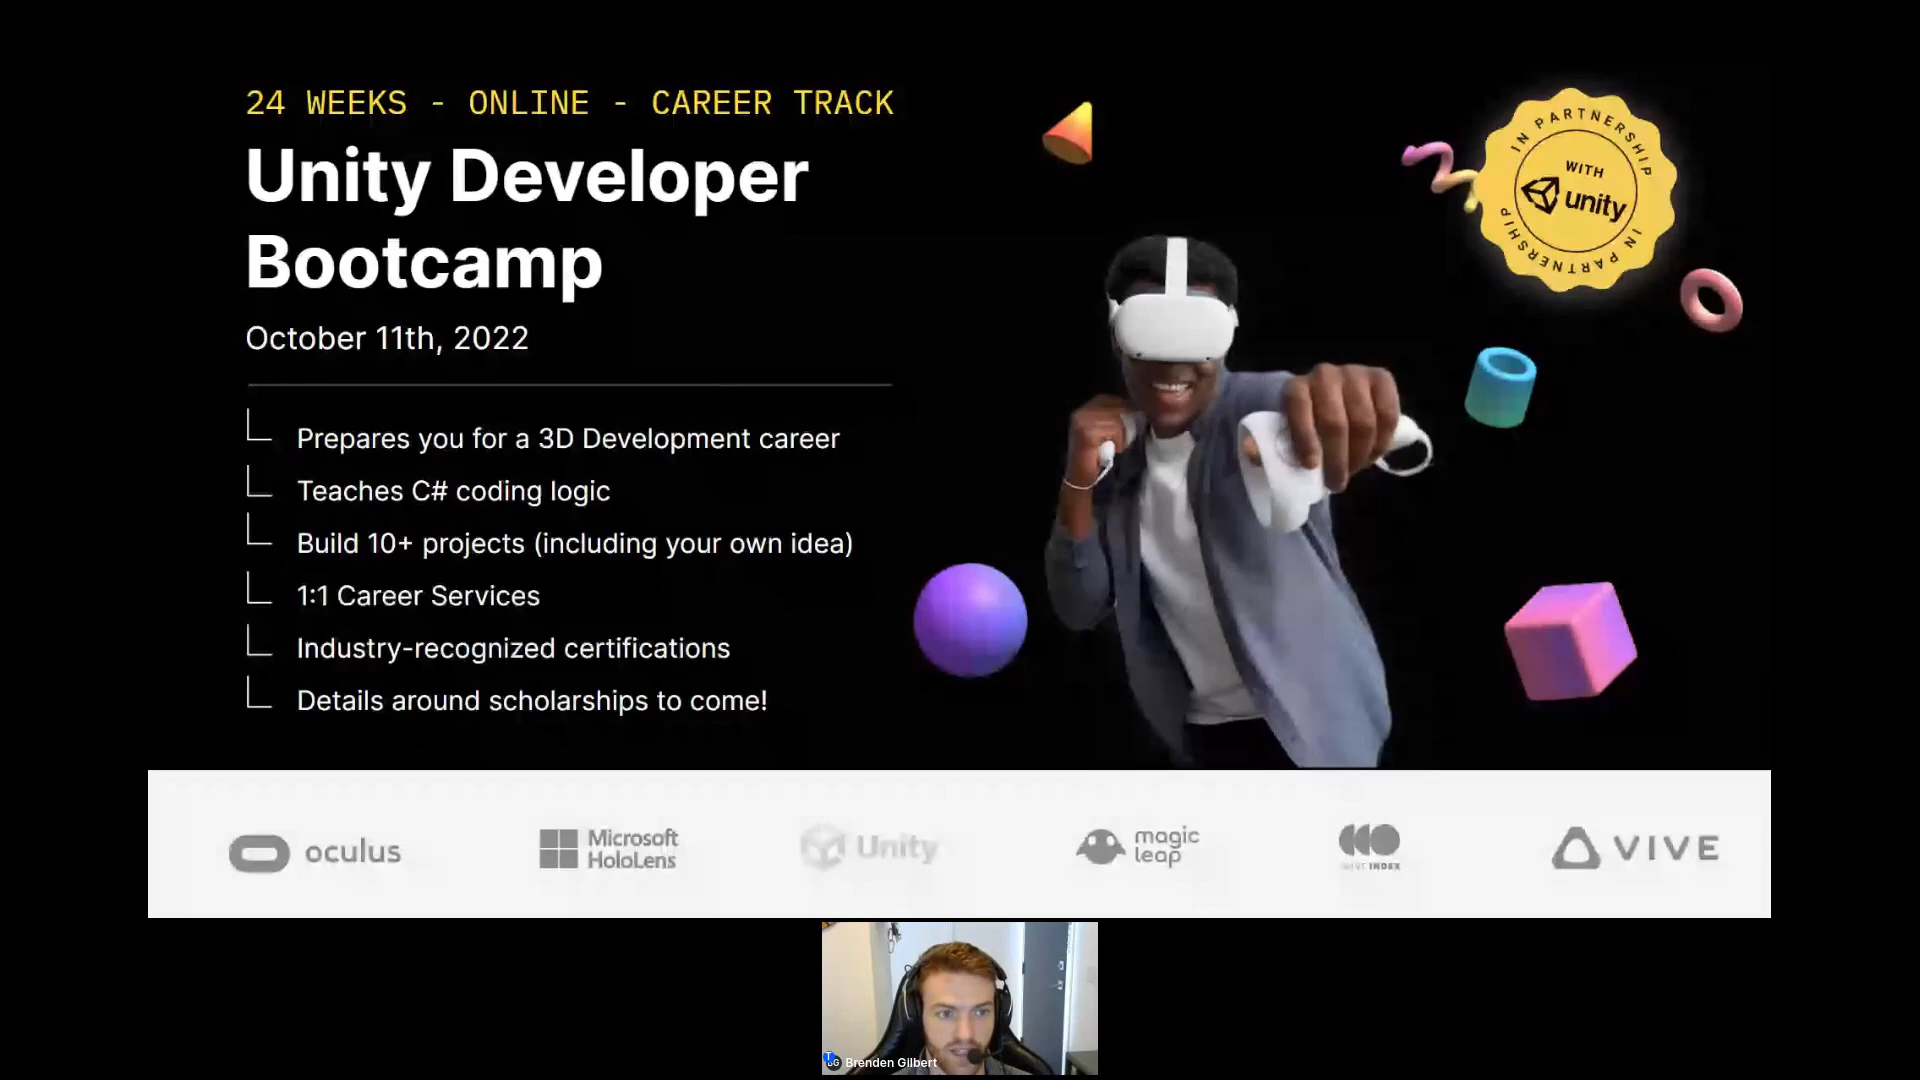 24 WEEKS - ONLINE - CAREER TRACK
Unity Developer
Bootcamp
October 11th, 2022
Prepares you for a 3D Development career
Teaches C# coding logic
Build 10+ projects (including your own idea)
1:1 Career Services
Industry-recognized certifications
Details around scholarships to come!
IN PARTNERSHIP
WITH
unity
IN PARTNERSHIP
oculus
Microsoft
HoloLens
Unity
magic
leap
INDEX
VIVE
Brenden Gilbert